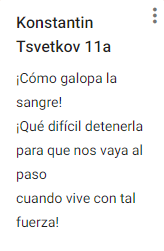 Konstantin
Tsvetkov 11a
¡Cómo galopa la
sangre!
¡Qué difícil detenerla
para que nos vaya al
paso
cuando vive con tal
fuerza!